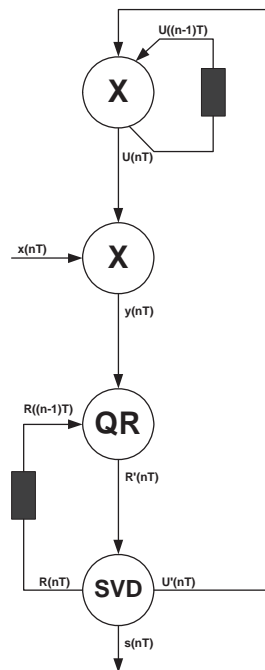 U((n-1)T)
X
U(nT)
x(nT)
X
y(nT)
R((n-1)T)
QR
R'(nT)
R(nT)
SVD
U'(nT)
s(nT)